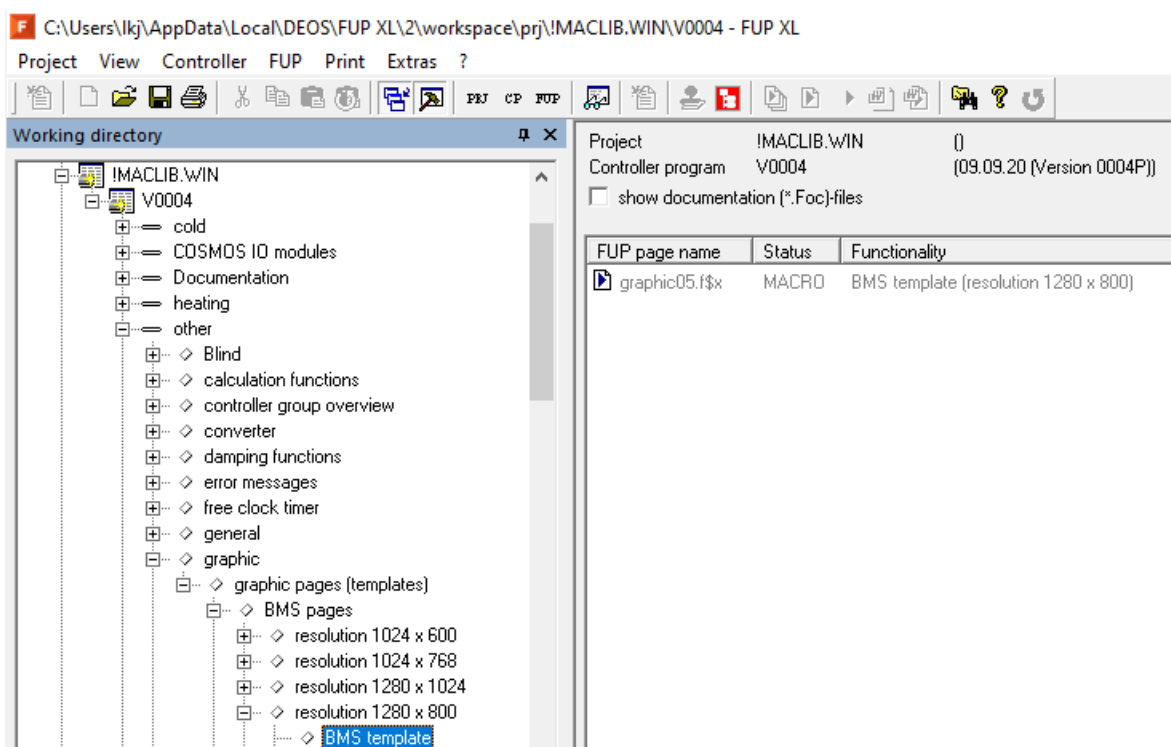 C:\Users\lkj\AppData\Local\DEOS\FUP XL\2\workspace\prj\!MACLIB.WIN\V0004 - FUP XL
Project View Controller FUP Print Extras ?
PRJ CP FUP
Working directory
!MACLIB.WIN
V0004
cold
COSMOS IO modules
Documentation
heating
other
Blind
calculation functions
controller group overview
converter
damping functions
error messages
free clock timer
general
graphic
graphic pages (templates)
BMS pages
resolution 1024 x 600
resolution 1024 x 768
resolution 1280 x 1024
resolution 1280 x 800
BMS template
Project !MACLIB.WIN ()
Controller program V0004 (09.09.20 (Version 0004P))
show documentation (*.Foc)-files
FUP page name Status Functionality
graphic05.f$x MACRO BMS template (resolution 1280 x 800)